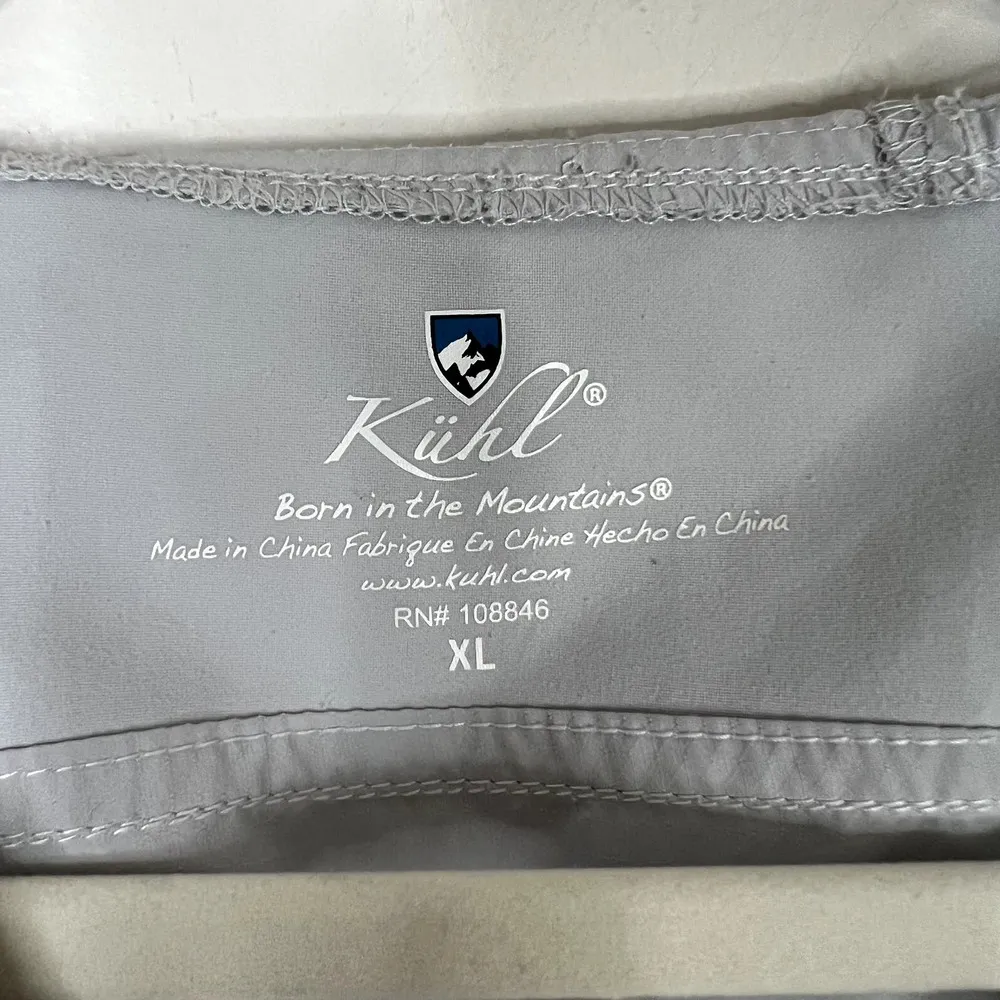 Kühl®
Born in the Mountains®
Made in China Fabrique En Chine Hecho En China
www.kuhl.com
RN# 108846
XL